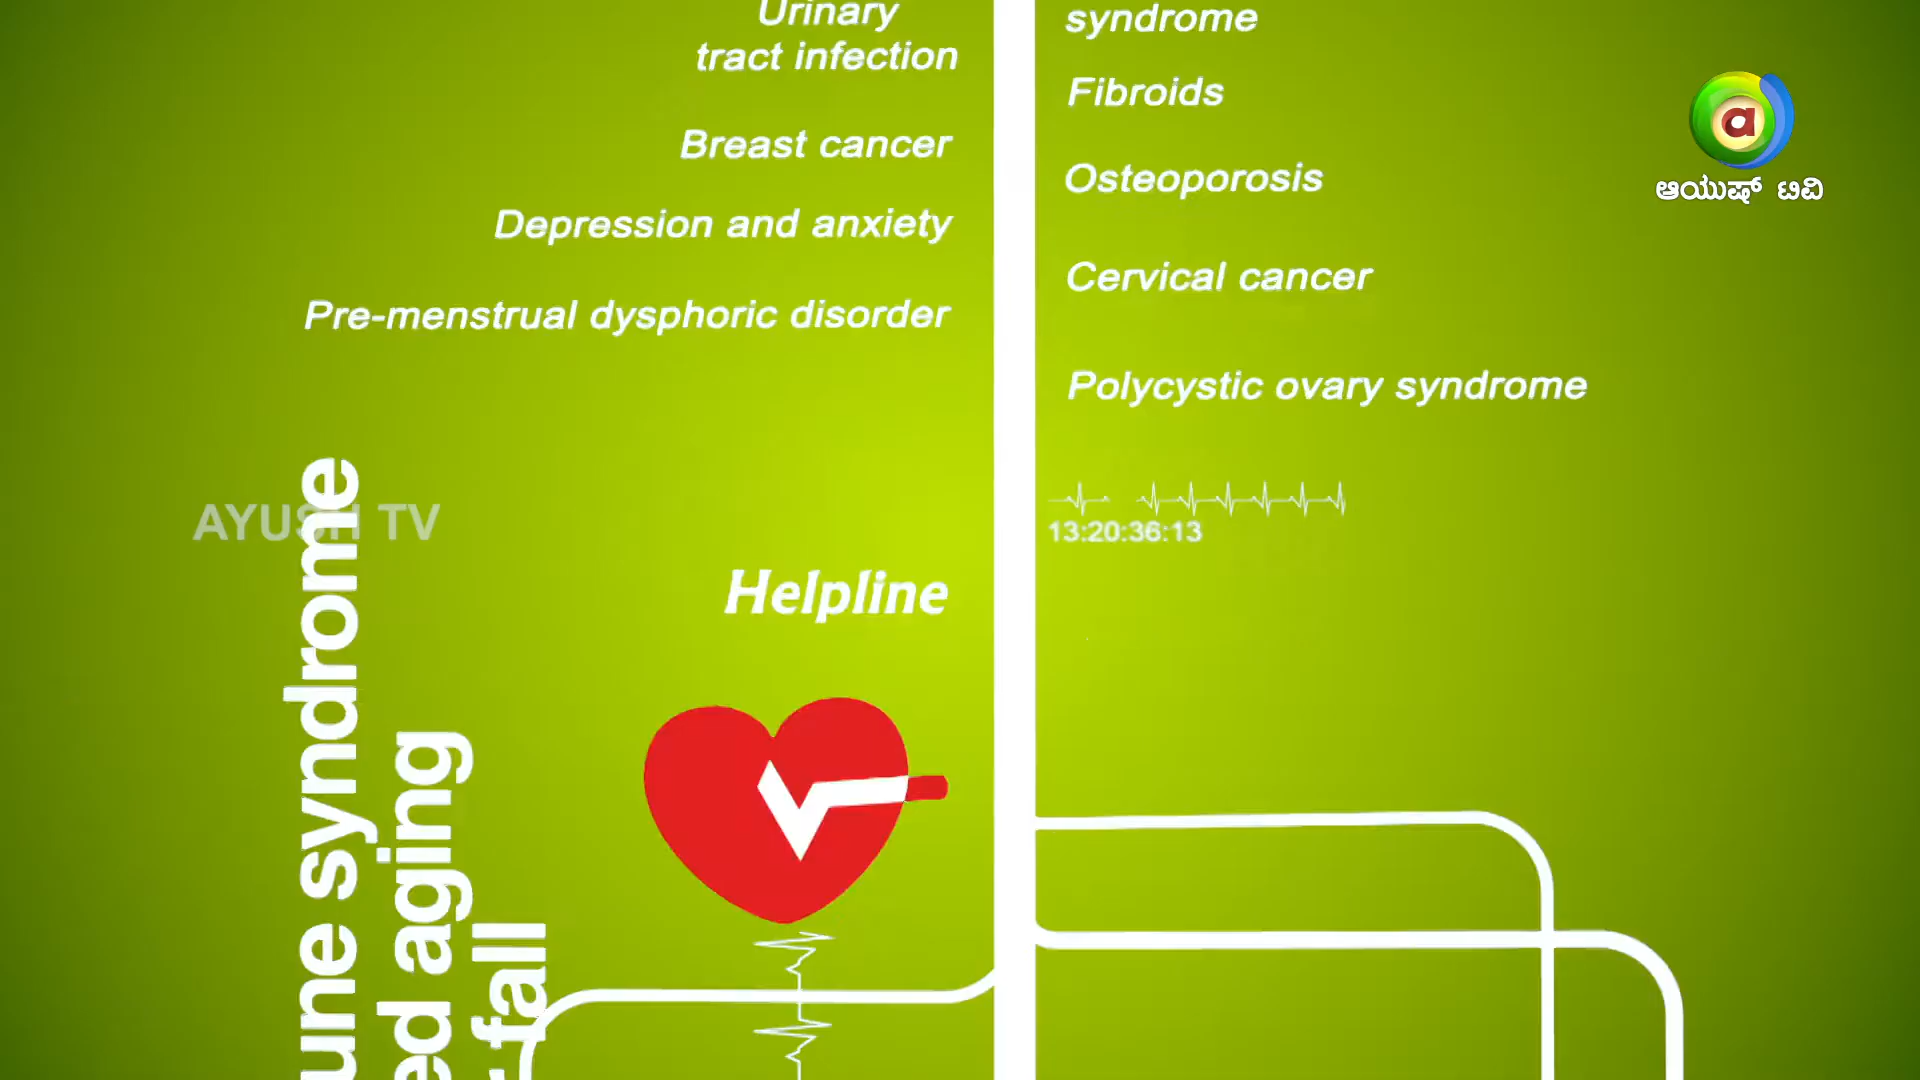 Urinary
tract infection
Breast cancer
Depression and anxiety
Pre-menstrual dysphoric disorder
syndrome
Fibroids
Osteoporosis
Cervical cancer
Polycystic ovary syndrome
a
ಆಯುಷ್ ಟಿವಿ
AYUSH TV
13:20:36:13
Helpline
une syndrome
ed aging
fall